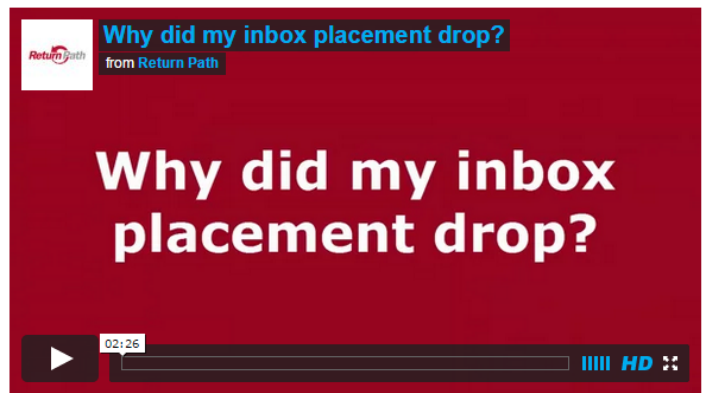 Why did my inbox placement drop?
Return Path
from Return Path
Why did my inbox
placement drop?
02:26
HD